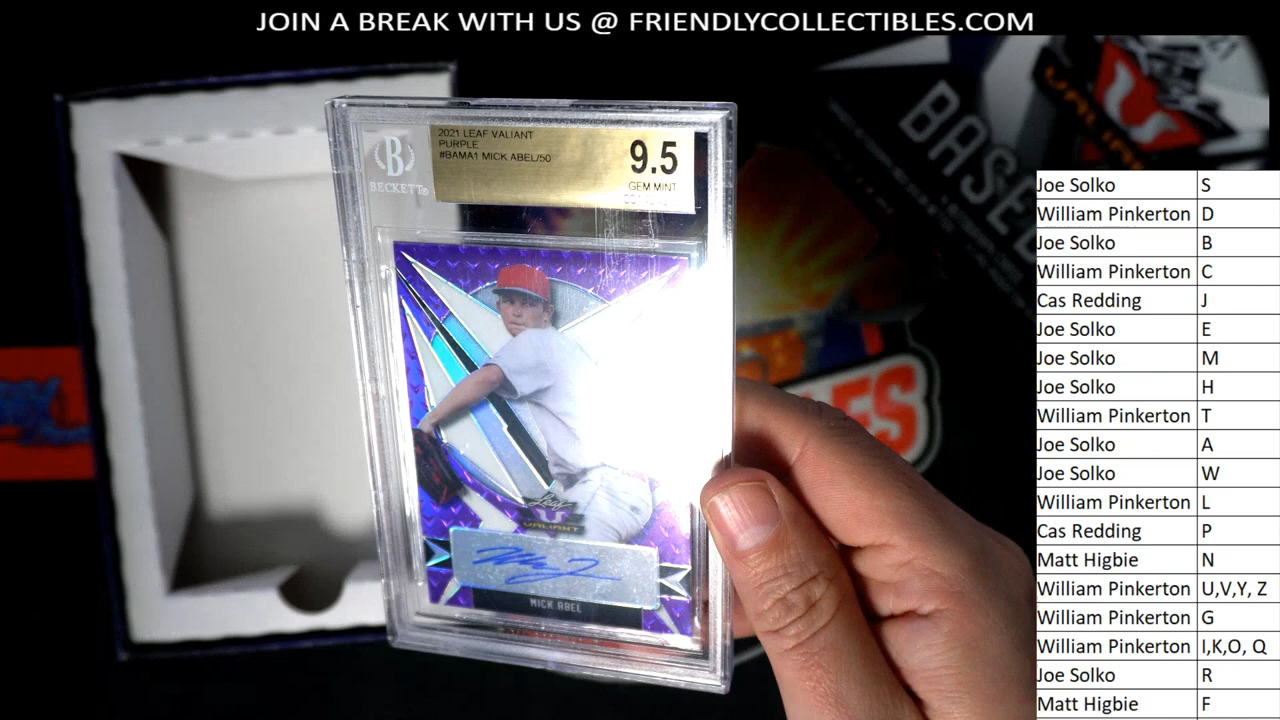 JOIN A BREAK WITH US @ FRIENDLYCOLLECTIBLES.COM
B
BECKETT
2021 LEAF VALIANT
PURPLE
#BAMA1 MICK ABEL/50
9.5
GEM MINT
Leaf
VALIANT
MICK ABEL
BASEB
Joe Solko S
William Pinkerton D
Joe Solko B
William Pinkerton C
Cas Redding J
Joe Solko E
Joe Solko M
Joe Solko H
William Pinkerton T
Joe Solko A
Joe Solko W
William Pinkerton L
Cas Redding P
Matt Higbie N
William Pinkerton U,V,Y, Z
William Pinkerton G
William Pinkerton I,K,O, Q
Joe Solko R
Matt Higbie F